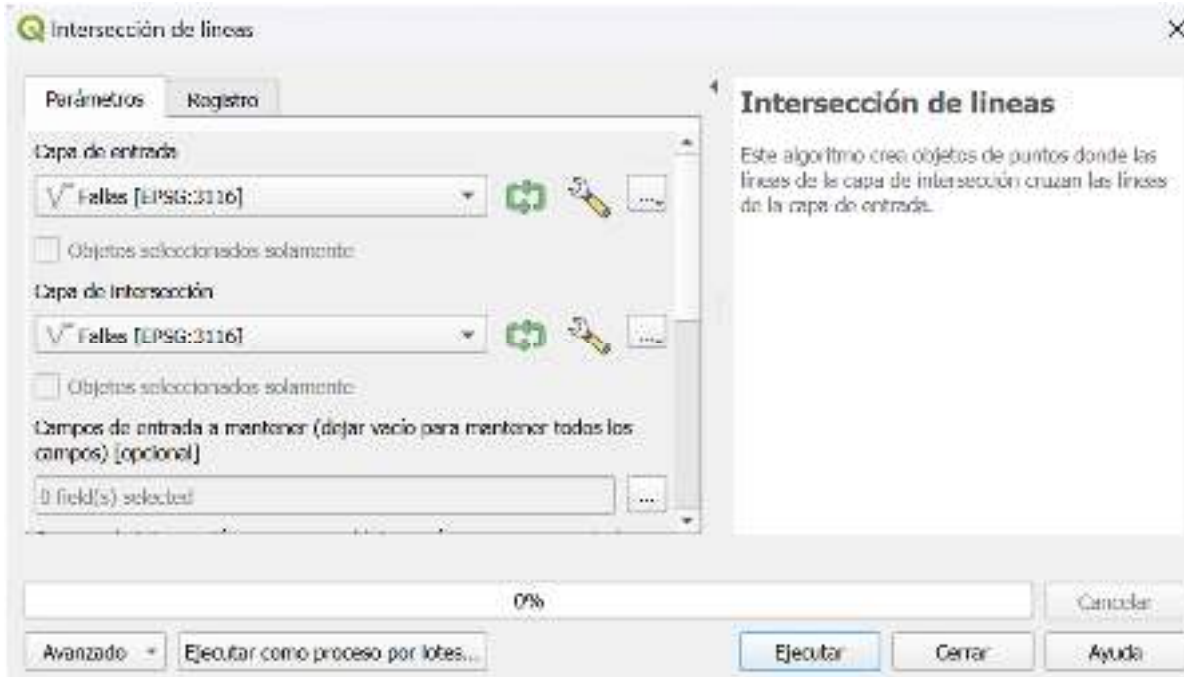 Intersección de lineas
Parámetros
Registro
Capa de entrada
Fallas [EPSG:3116]
Objetos seleccionados solamente
Capa de Intersección
Fallas [EPSG:3116]
Objetos seleccionados solamente
Campos de entrada a mantener (dejar vacío para mantener todos los
campos) [opcional]
0 field(s) selected
...
Intersección de lineas
Este algoritmo crea objetos de puntos donde las
líneas de la capa de intersección cruzan las líneas
de la capa de entrada.
0%
Cancelar
Avanzado
Ejecutar como proceso por lotes...
Ejecutar
Cerrar
Ayuda